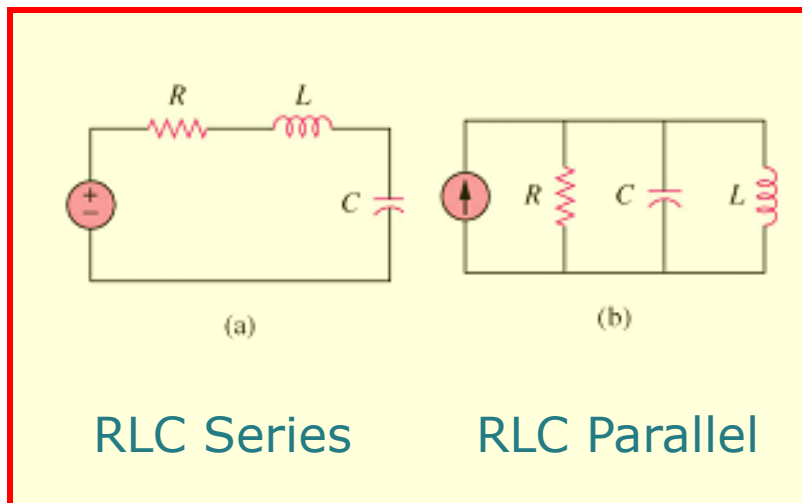 R L
C
+
−
R C L
(a)
(b)
RLC Series
RLC Parallel